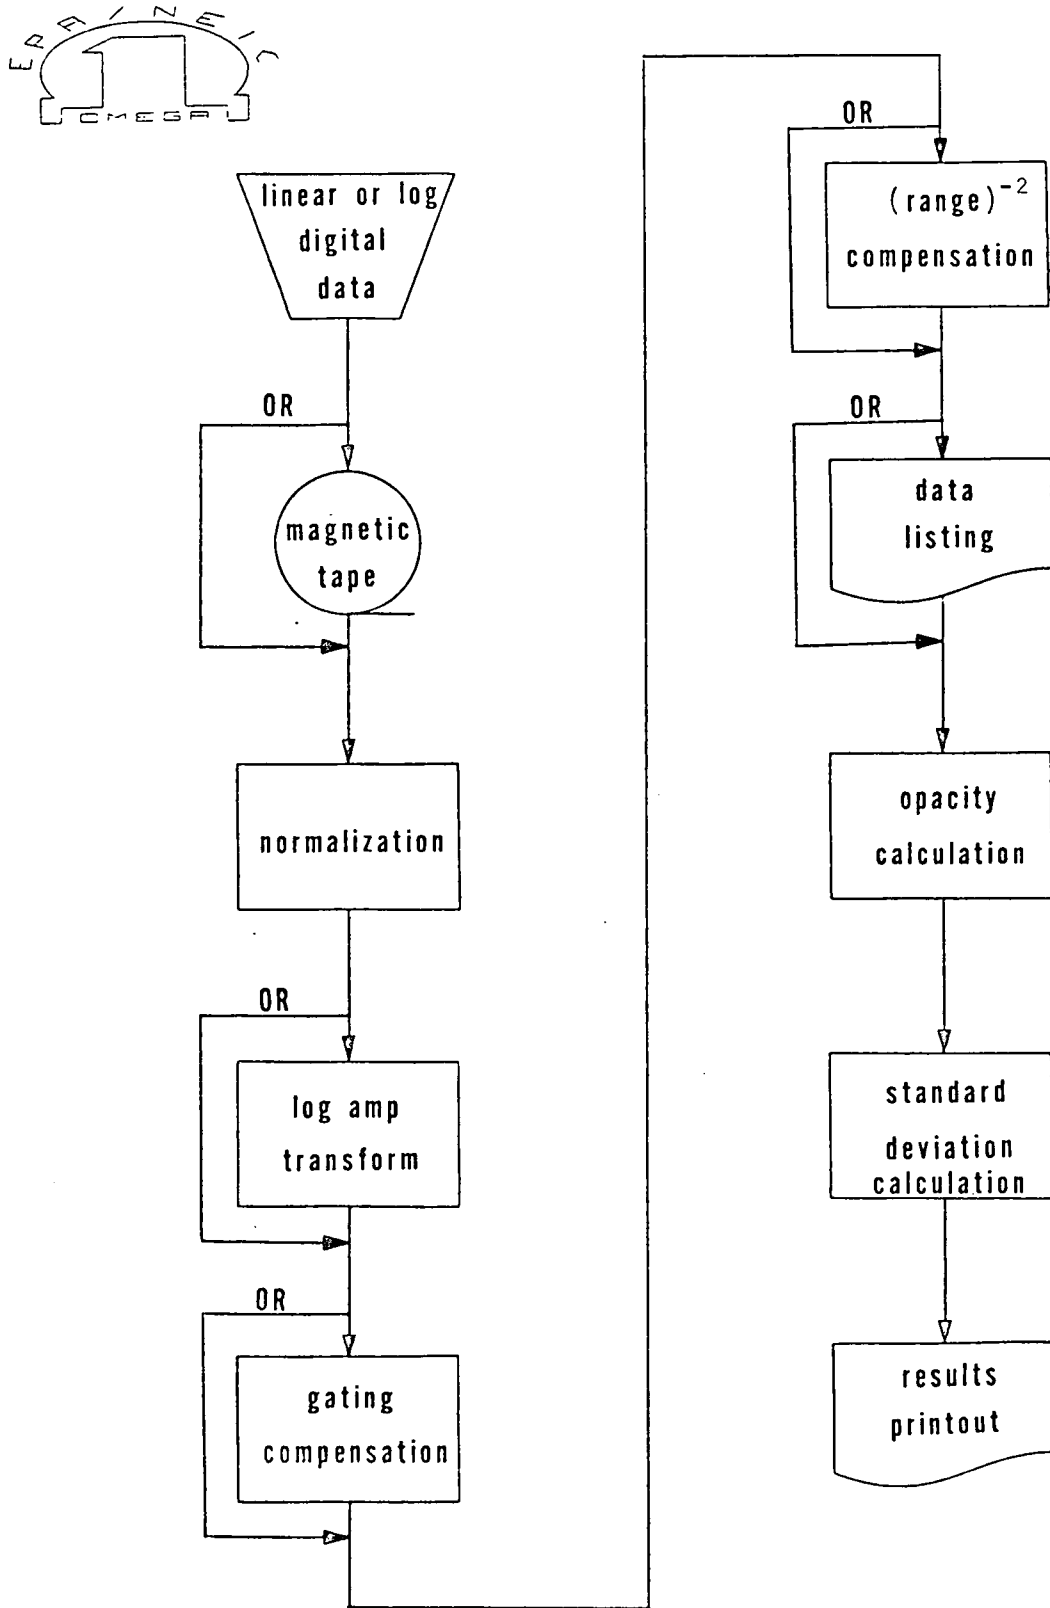 EPA / NEIC
OMEGA
linear or log
digital
data
OR
magnetic
tape
normalization
OR
log amp
transform
OR
gating
compensation
OR
(range)⁻²
compensation
OR
data
listing
opacity
calculation
standard
deviation
calculation
results
printout